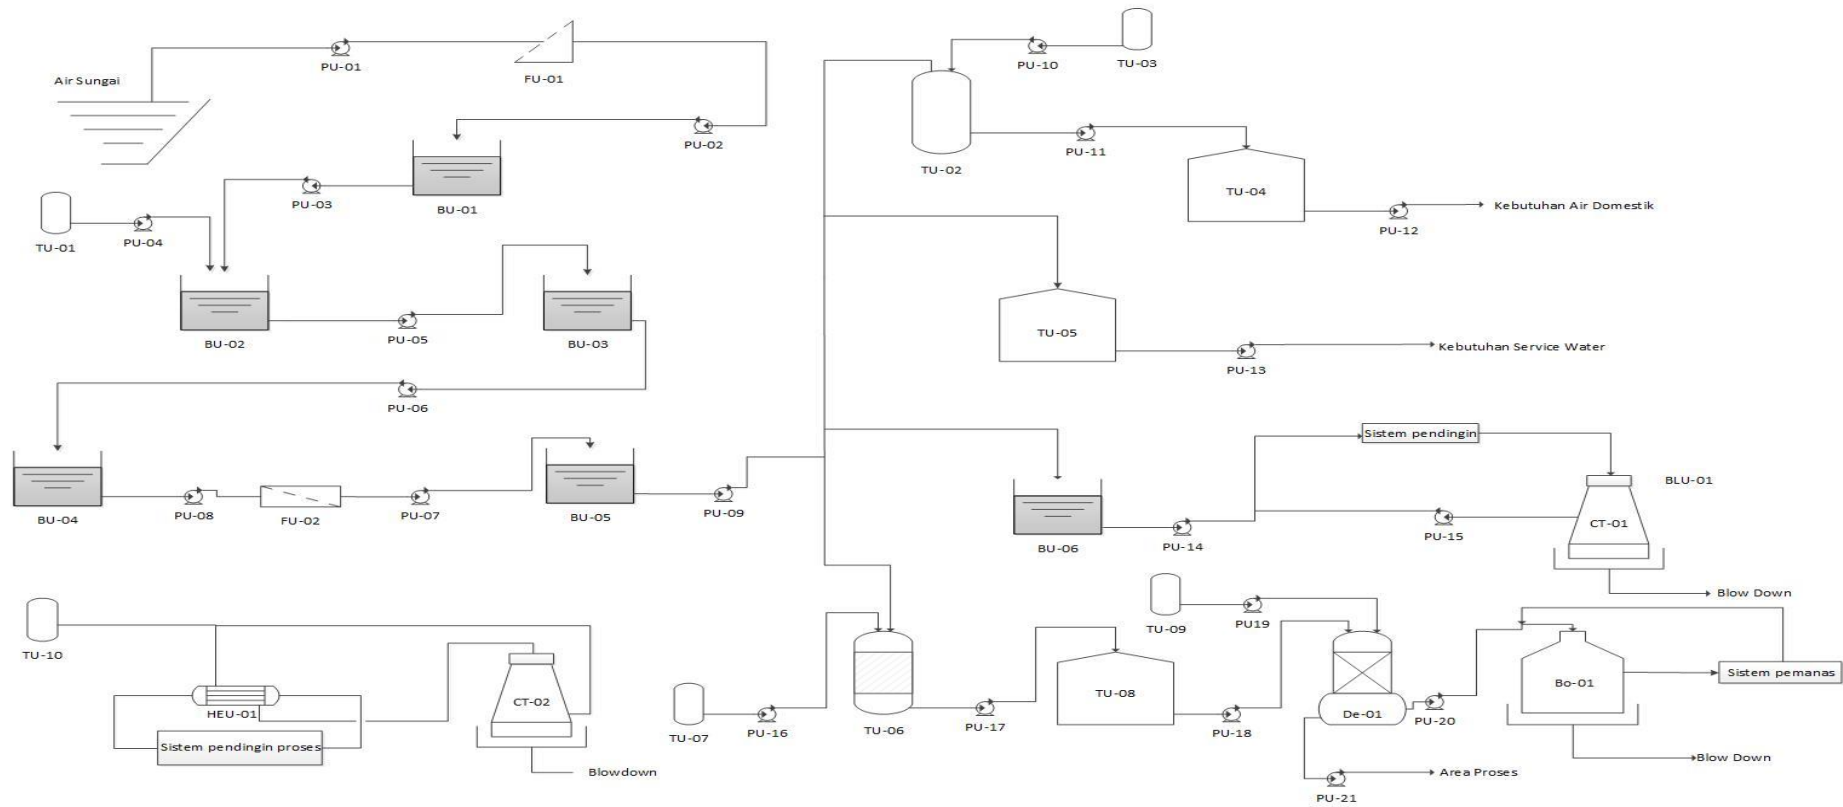 Air Sungai
PU-01
FU-01
PU-02
BU-01
PU-03
TU-01
PU-04
BU-02
PU-05
BU-03
PU-06
BU-04
PU-08
FU-02
PU-07
BU-05
PU-09
TU-02
PU-10
TU-03
PU-11
TU-04
PU-12
Kebutuhan Air Domestik
TU-05
PU-13
Kebutuhan Service Water
BU-06
PU-14
Sistem pendingin
PU-15
CT-01
BLU-01
Blow Down
TU-10
HEU-01
Sistem pendingin proses
CT-02
Blowdown
TU-07
PU-16
TU-06
PU-17
TU-08
PU-18
TU-09
PU19
De-01
PU-20
Bo-01
Sistem pemanas
Blow Down
PU-21
Area Proses